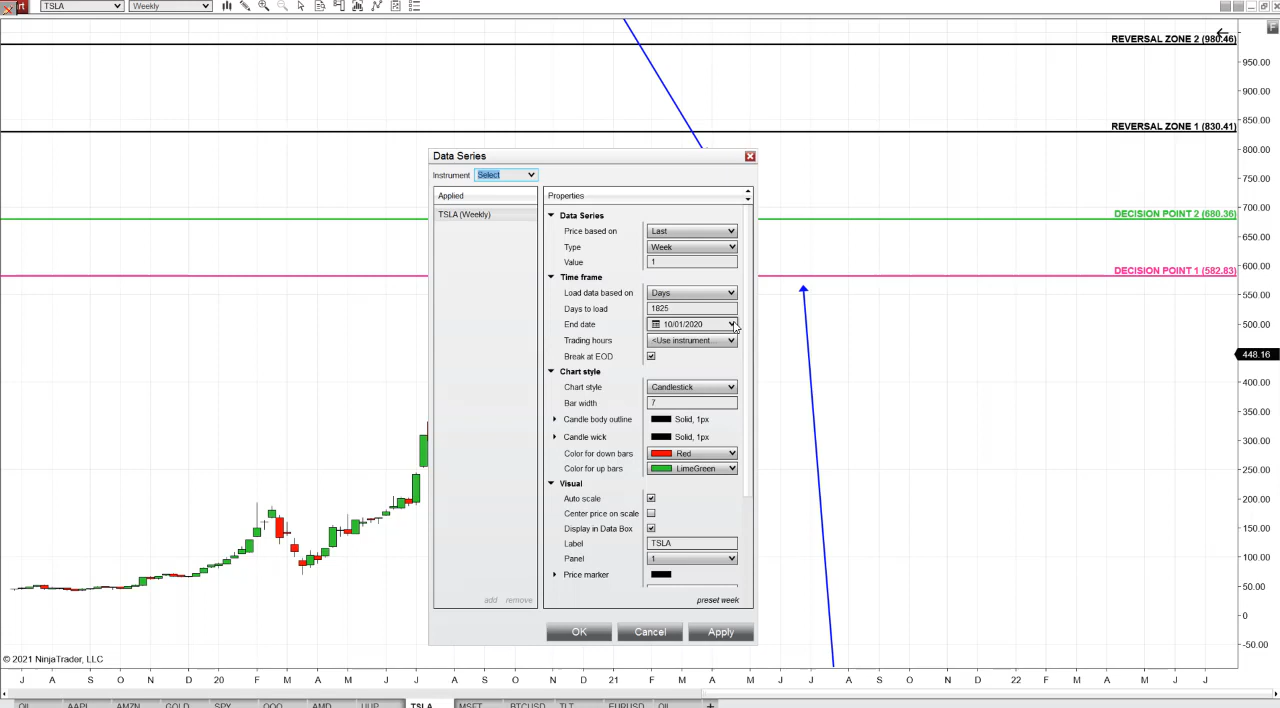 rt TSLA Weekly
F
REVERSAL ZONE 2 (980.46)
950.00
900.00
850.00
REVERSAL ZONE 1 (830.41)
800.00
750.00
700.00
DECISION POINT 2 (680.36)
650.00
600.00
DECISION POINT 1 (582.83)
550.00
500.00
448.16
400.00
350.00
300.00
250.00
200.00
150.00
100.00
50.00
0
-50.00
Data Series
Instrument Select
Applied
TSLA (Weekly)
add remove
Properties
Data Series
Price based on Last
Type Week
Value 1
Time frame
Load data based on Days
Days to load 1825
End date 10/01/2020
Trading hours <Use instrument...
Break at EOD
Chart style
Chart style Candlestick
Bar width 7
Candle body outline Solid, 1px
Candle wick Solid, 1px
Color for down bars Red
Color for up bars LimeGreen
Visual
Auto scale
Center price on scale
Display in Data Box
Label TSLA
Panel 1
Price marker
preset week
OK Cancel Apply
© 2021 NinjaTrader, LLC
J A S O N D 20 F M A M J J A S O N D 21 F M A M J J A S O N D 22 F M A M J J
OIL AAPL AMZN GOLD SPY QQQ AMD UUP TSLA MSFT BTCUSD TLT EURUSD OIL +